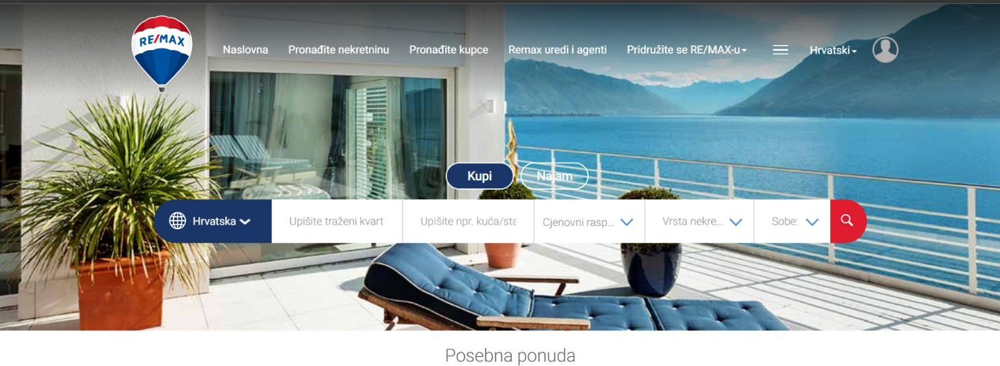 RE/MAX
Naslovna Pronađite nekretninu Pronađite kupce Remax uredi i agenti Pridružite se RE/MAX-u Hrvatski
Kupi Najam
Hrvatska Upišite traženi kvart Upišite npr. kuća/sta Cjenovni rasp... Vrsta nekre... Sobe:
Posebna ponuda